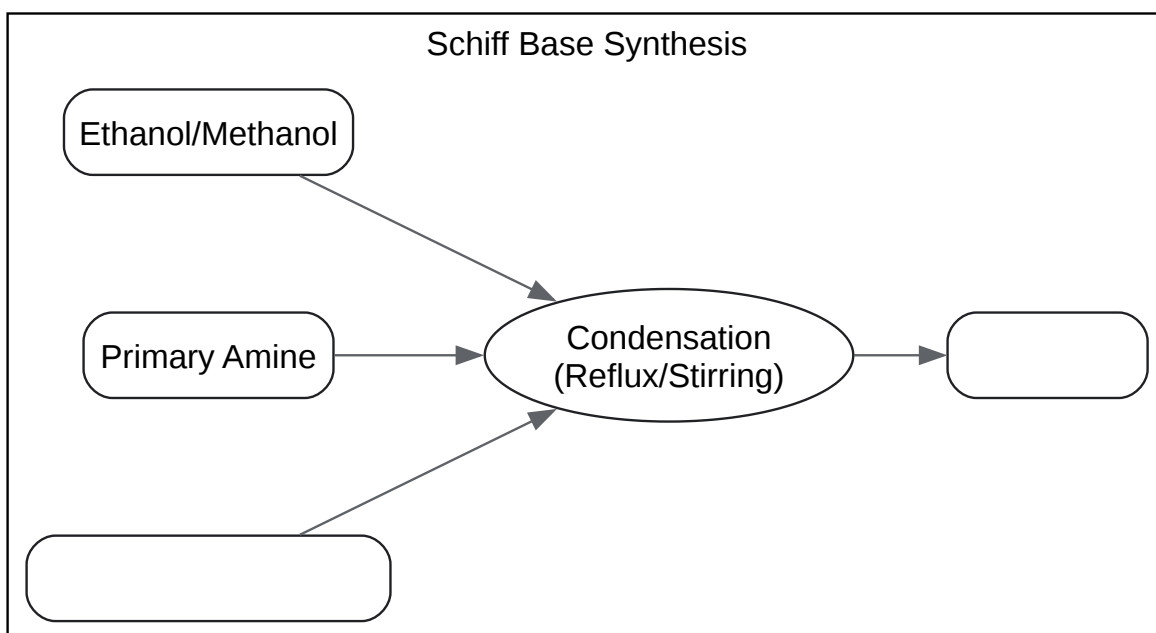 Schiff Base Synthesis
Ethanol/Methanol
Primary Amine
Condensation
(Reflux/Stirring)